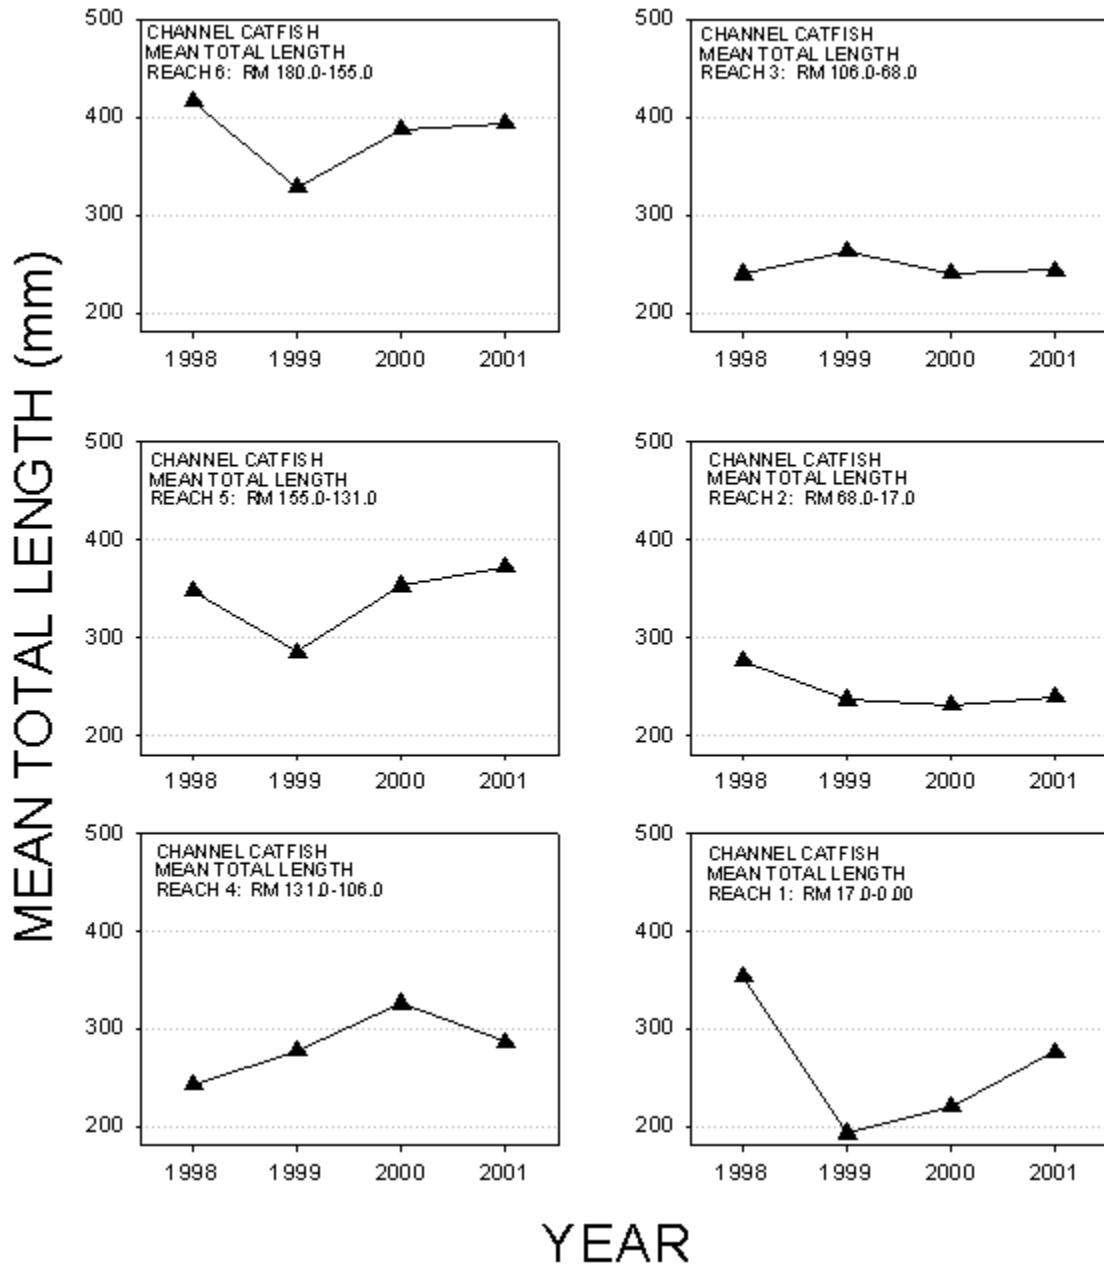 MEAN TOTAL LENGTH (mm)
CHANNEL CATFISH
MEAN TOTAL LENGTH
REACH 6: RM 180.0-155.0
500
400
300
200
1998 1999 2000 2001
CHANNEL CATFISH
MEAN TOTAL LENGTH
REACH 3: RM 106.0-68.0
500
400
300
200
1998 1999 2000 2001
CHANNEL CATFISH
MEAN TOTAL LENGTH
REACH 5: RM 155.0-131.0
500
400
300
200
1998 1999 2000 2001
CHANNEL CATFISH
MEAN TOTAL LENGTH
REACH 2: RM 68.0-17.0
500
400
300
200
1998 1999 2000 2001
CHANNEL CATFISH
MEAN TOTAL LENGTH
REACH 4: RM 131.0-106.0
500
400
300
200
1998 1999 2000 2001
CHANNEL CATFISH
MEAN TOTAL LENGTH
REACH 1: RM 17.0-0.00
500
400
300
200
1998 1999 2000 2001
YEAR